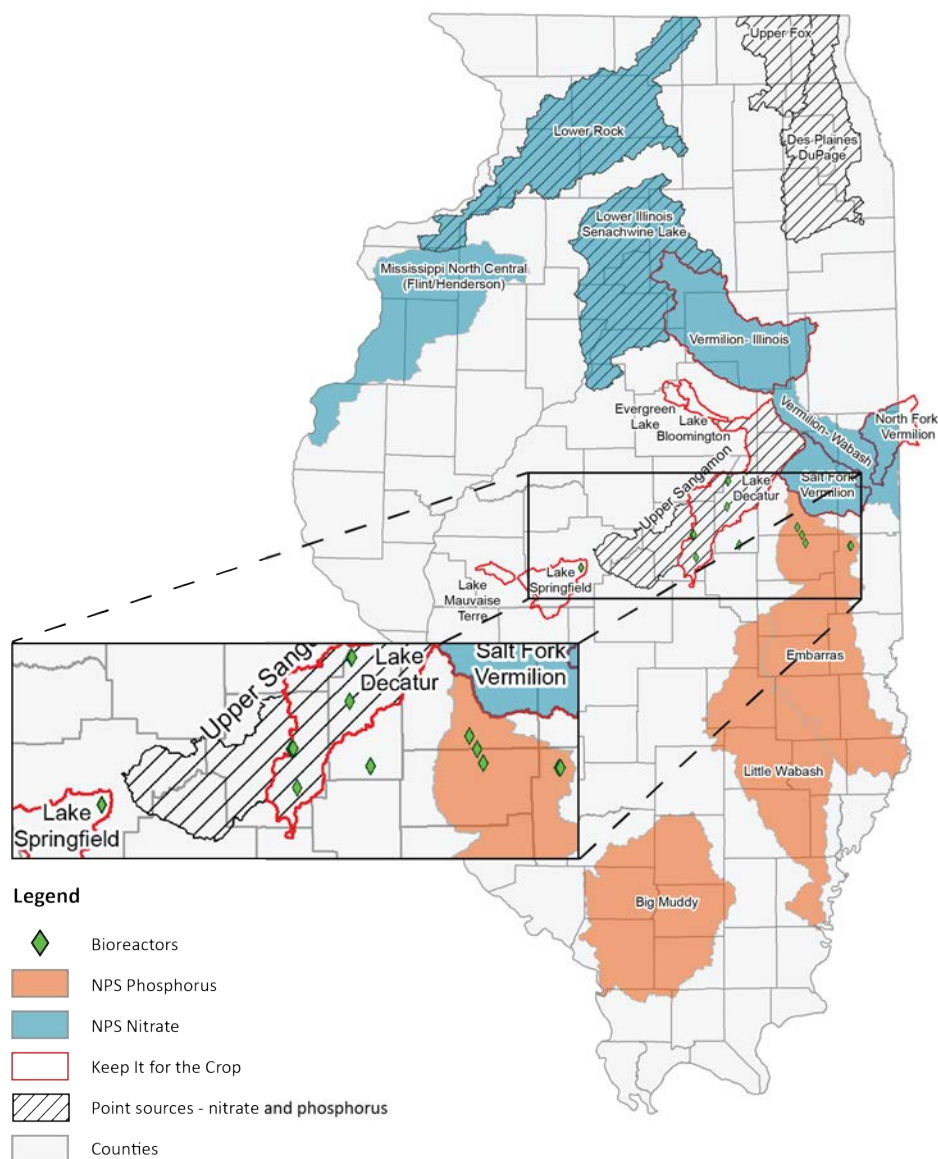 Upper Fox
Lower Rock
Des Plaines
DuPage
Lower Illinois
Senachwine Lake
Mississippi North Central
(Flint/Henderson)
Vermilion- Illinois
Vermilion- Wabash
North Fork
Vermilion
Evergreen
Lake
Lake
Bloomington
Upper Sangamon
Lake
Decatur
Salt Fork
Vermilion
Lake
Springfield
Lake
Mauvaise
Terre
Embarras
Little Wabash
Big Muddy
Upper Sanga
Lake
Decatur
Salt Fork
Vermilion
Lake
Springfield
Legend
Bioreactors
NPS Phosphorus
NPS Nitrate
Keep It for the Crop
Point sources - nitrate and phosphorus
Counties